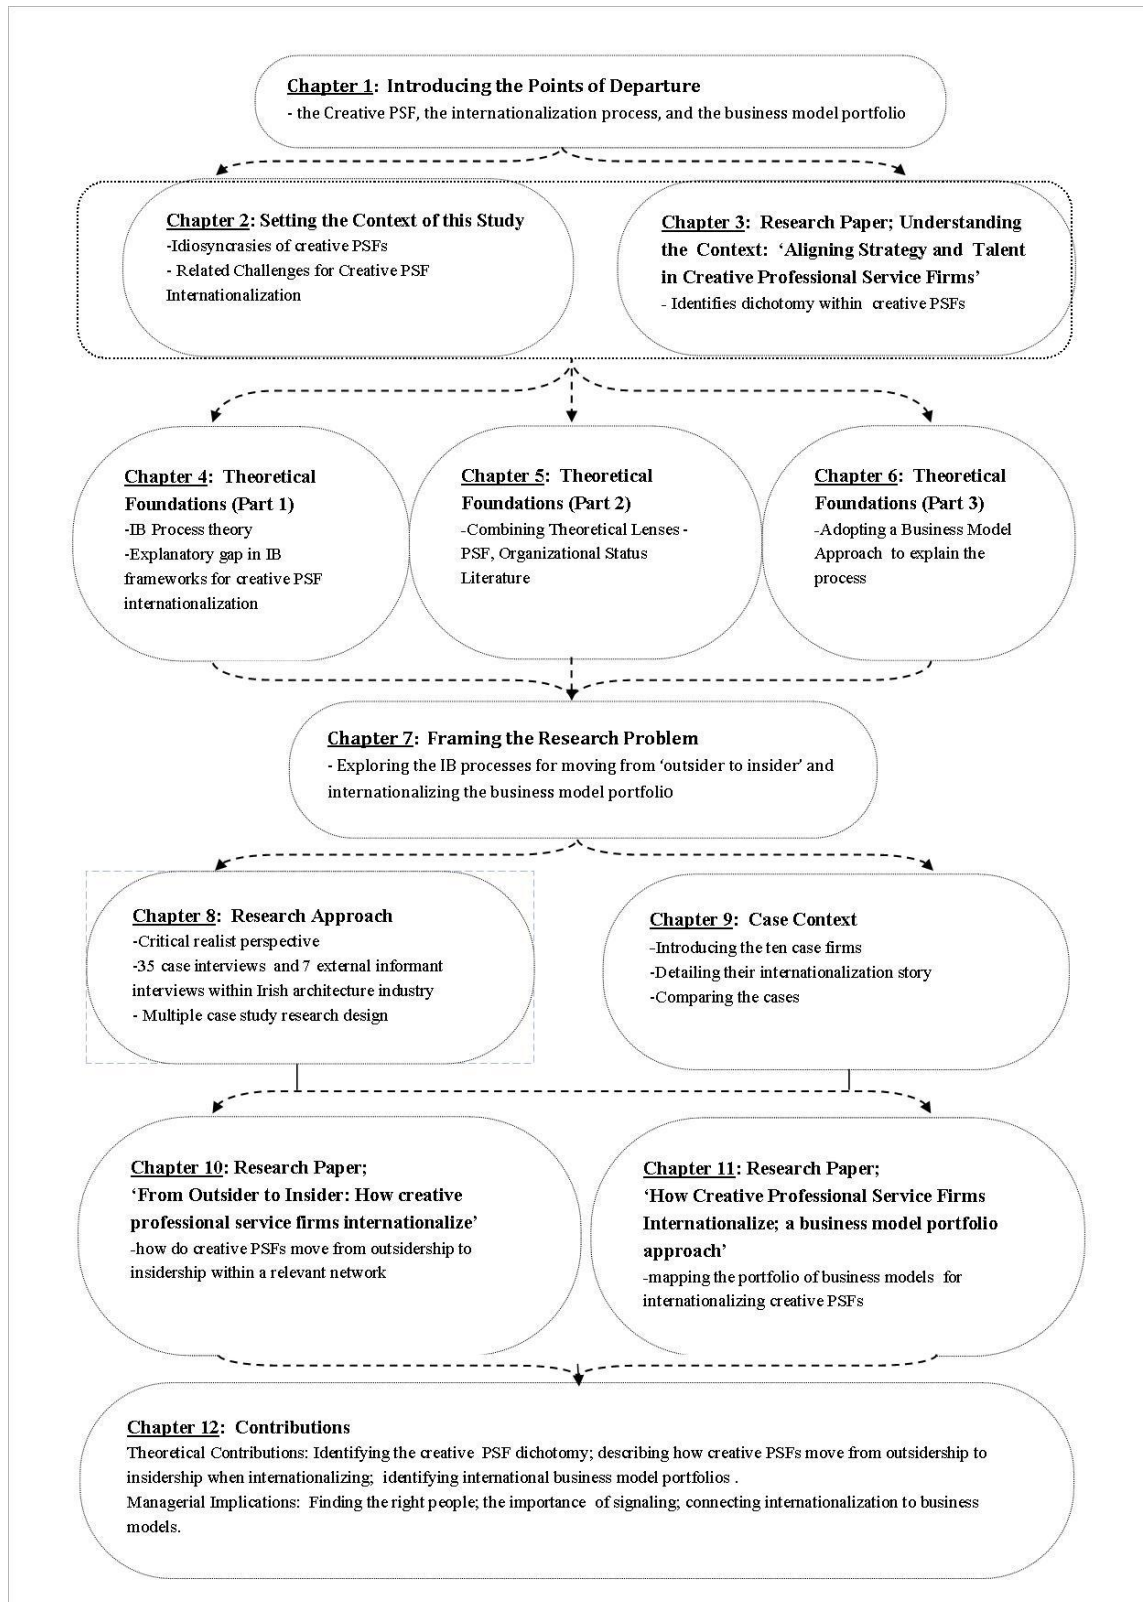 Chapter 1: Introducing the Points of Departure
- the Creative PSF, the internationalization process, and the business model portfolio
Chapter 2: Setting the Context of this Study
-Idiosyncrasies of creative PSFs
- Related Challenges for Creative PSF
Internationalization
Chapter 3: Research Paper; Understanding
the Context: ‘Aligning Strategy and Talent
in Creative Professional Service Firms’
- Identifies dichotomy within creative PSFs
Chapter 4: Theoretical
Foundations (Part 1)
-IB Process theory
-Explanatory gap in IB
frameworks for creative PSF
internationalization
Chapter 5: Theoretical
Foundations (Part 2)
-Combining Theoretical Lenses -
PSF, Organizational Status
Literature
Chapter 6: Theoretical
Foundations (Part 3)
-Adopting a Business Model
Approach to explain the
process
Chapter 7: Framing the Research Problem
- Exploring the IB processes for moving from ‘outsider to insider’ and
internationalizing the business model portfolio
Chapter 8: Research Approach
-Critical realist perspective
-35 case interviews and 7 external informant
interviews within Irish architecture industry
- Multiple case study research design
Chapter 9: Case Context
-Introducing the ten case firms
-Detailing their internationalization story
-Comparing the cases
Chapter 10: Research Paper;
‘From Outsider to Insider: How creative
professional service firms internationalize’
-how do creative PSFs move from outsidership to
insidership within a relevant network
Chapter 11: Research Paper;
‘How Creative Professional Service Firms
Internationalize; a business model portfolio
approach’
-mapping the portfolio of business models for
internationalizing creative PSFs
Chapter 12: Contributions
Theoretical Contributions: Identifying the creative PSF dichotomy; describing how creative PSFs move from outsidership to
insidership when internationalizing; identifying international business model portfolios .
Managerial Implications: Finding the right people; the importance of signaling; connecting internationalization to business
models.